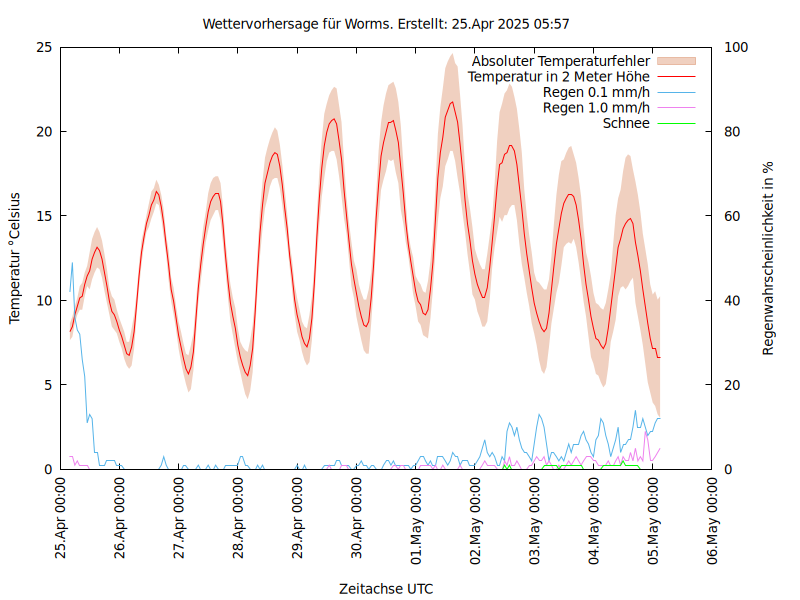 Wettervorhersage für Worms. Erstellt: 25.Apr 2025 05:57
25
20
15
10
5
0
Temperatur °Celsius
100
80
60
40
20
0
Regenwahrscheinlichkeit in %
Absoluter Temperaturfehler
Temperatur in 2 Meter Höhe
Regen 0.1 mm/h
Regen 1.0 mm/h
Schnee
25.Apr 00:00
26.Apr 00:00
27.Apr 00:00
28.Apr 00:00
29.Apr 00:00
30.Apr 00:00
01.May 00:00
02.May 00:00
03.May 00:00
04.May 00:00
05.May 00:00
06.May 00:00
Zeitachse UTC